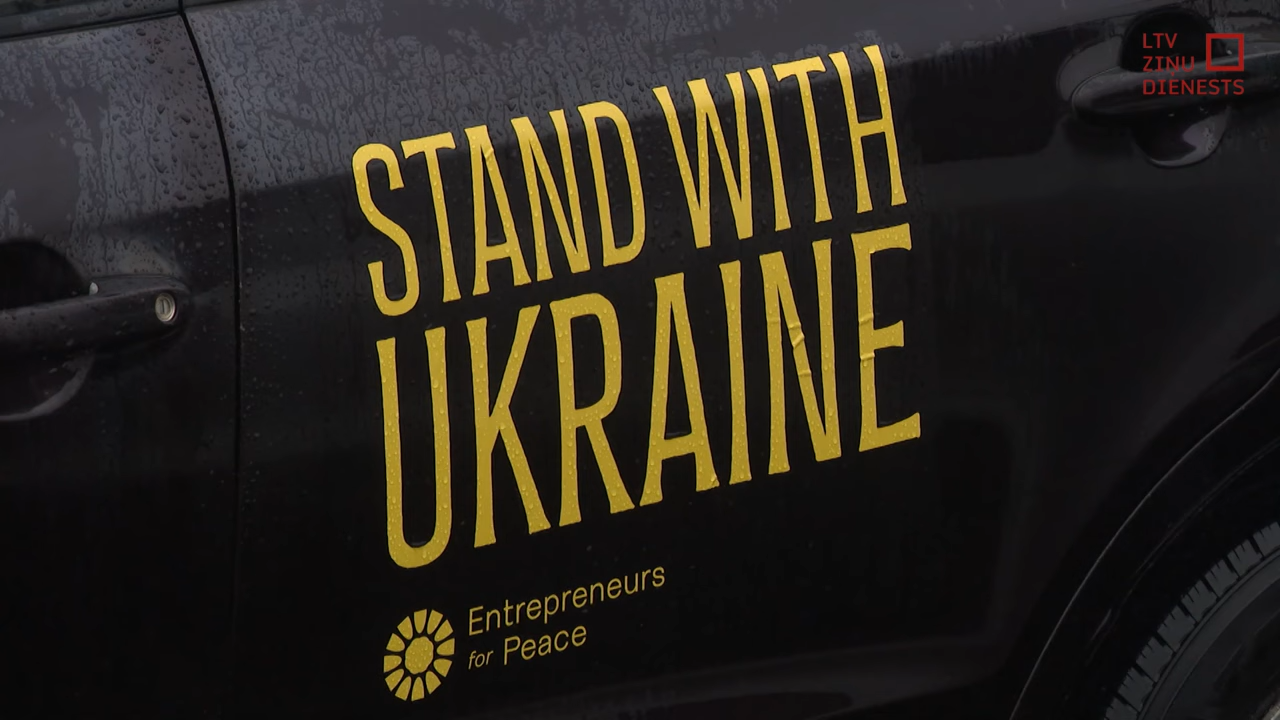 STAND WITH
UKRAINE
Entrepreneurs
for Peace
LTV
ZIŅU
DIENESTS